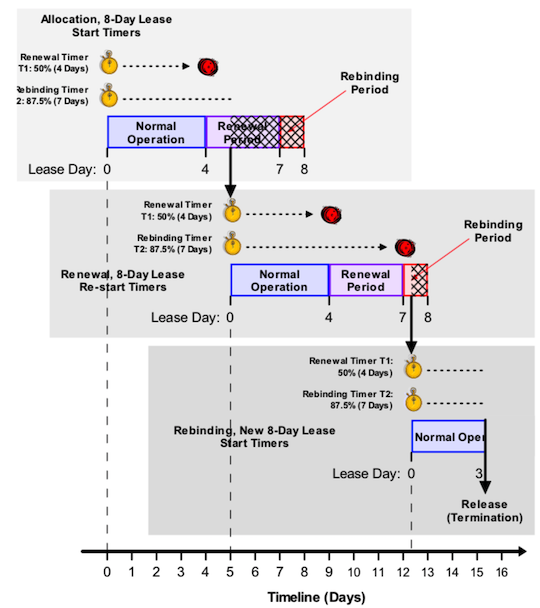 Allocation, 8-Day Lease
Start Timers
Renewal Timer
T1: 50% (4 Days)
Rebinding Timer
2: 87.5% (7 Days)
Rebinding
Period
Normal
Operation
Renewal
Period
Lease Day: 0 4 7 8
Renewal Timer
T1: 50% (4 Days)
Rebinding Timer
T2: 87.5% (7 Days)
Rebinding
Period
Renewal, 8-Day Lease
Re-start Timers
Normal
Operation
Renewal
Period
Lease Day: 0 4 7 8
Renewal Timer T1:
50% (4 Days)
Rebinding Timer T2:
87.5% (7 Days)
Rebinding, New 8-Day Lease
Start Timers
Normal Oper
Lease Day: 0 3
Release
(Termination)
0 1 2 3 4 5 6 7 8 9 10 11 12 13 14 15 16
Timeline (Days)